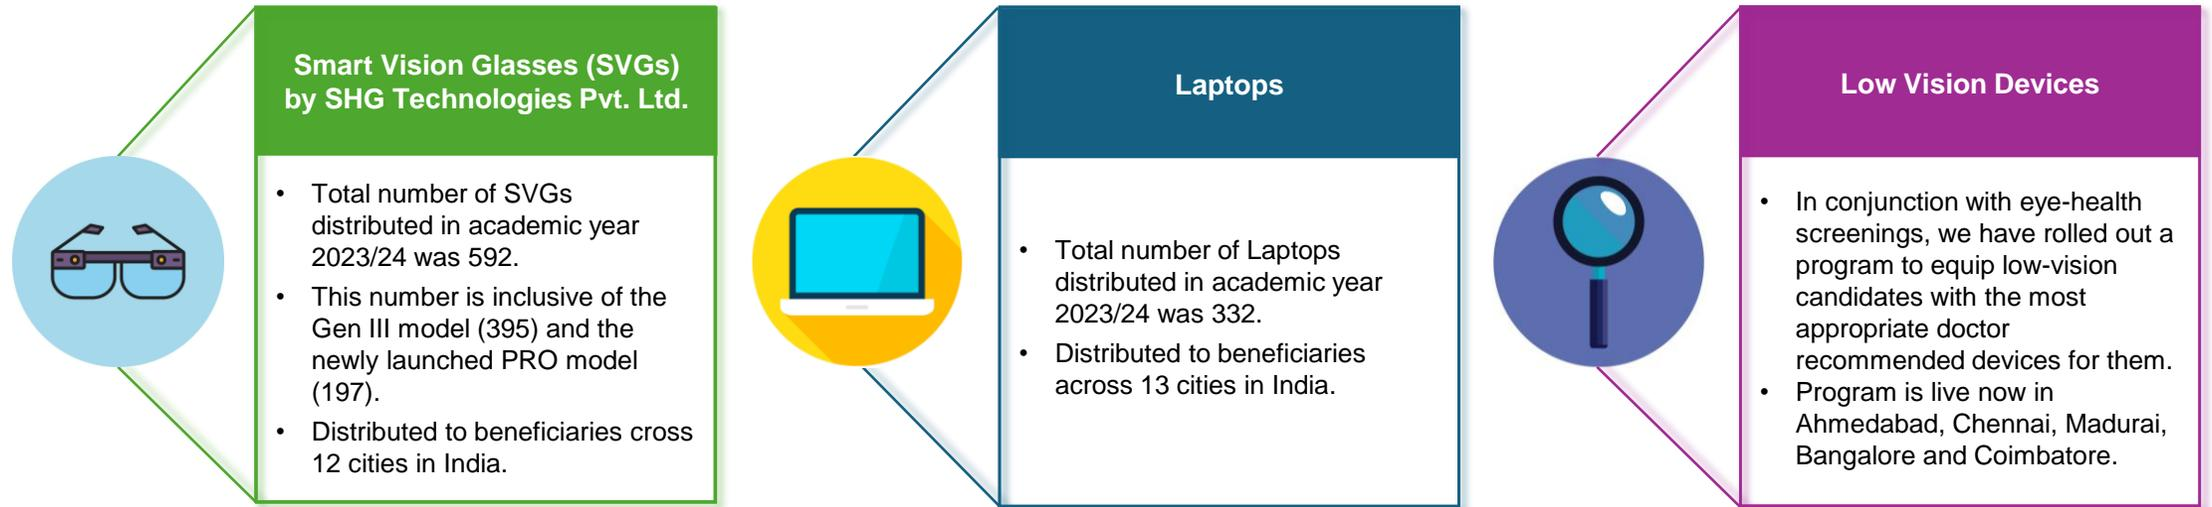 Smart Vision Glasses (SVGs)
by SHG Technologies Pvt. Ltd.
• Total number of SVGs
distributed in academic year
2023/24 was 592.
• This number is inclusive of the
Gen III model (395) and the
newly launched PRO model
(197).
• Distributed to beneficiaries cross
12 cities in India.
Laptops
• Total number of Laptops
distributed in academic year
2023/24 was 332.
• Distributed to beneficiaries
across 13 cities in India.
Low Vision Devices
• In conjunction with eye-health
screenings, we have rolled out a
program to equip low-vision
candidates with the most
appropriate doctor
recommended devices for them.
• Program is live now in
Ahmedabad, Chennai, Madurai,
Bangalore and Coimbatore.